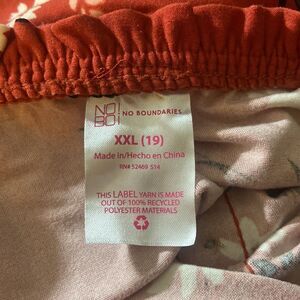 NO
BO
NO BOUNDARIES
XXL (19)
Made in/Hecho en China
RN# 52469 S14
THIS LABEL YARN IS MADE
OUT OF 100% RECYCLED
POLYESTER MATERIALS